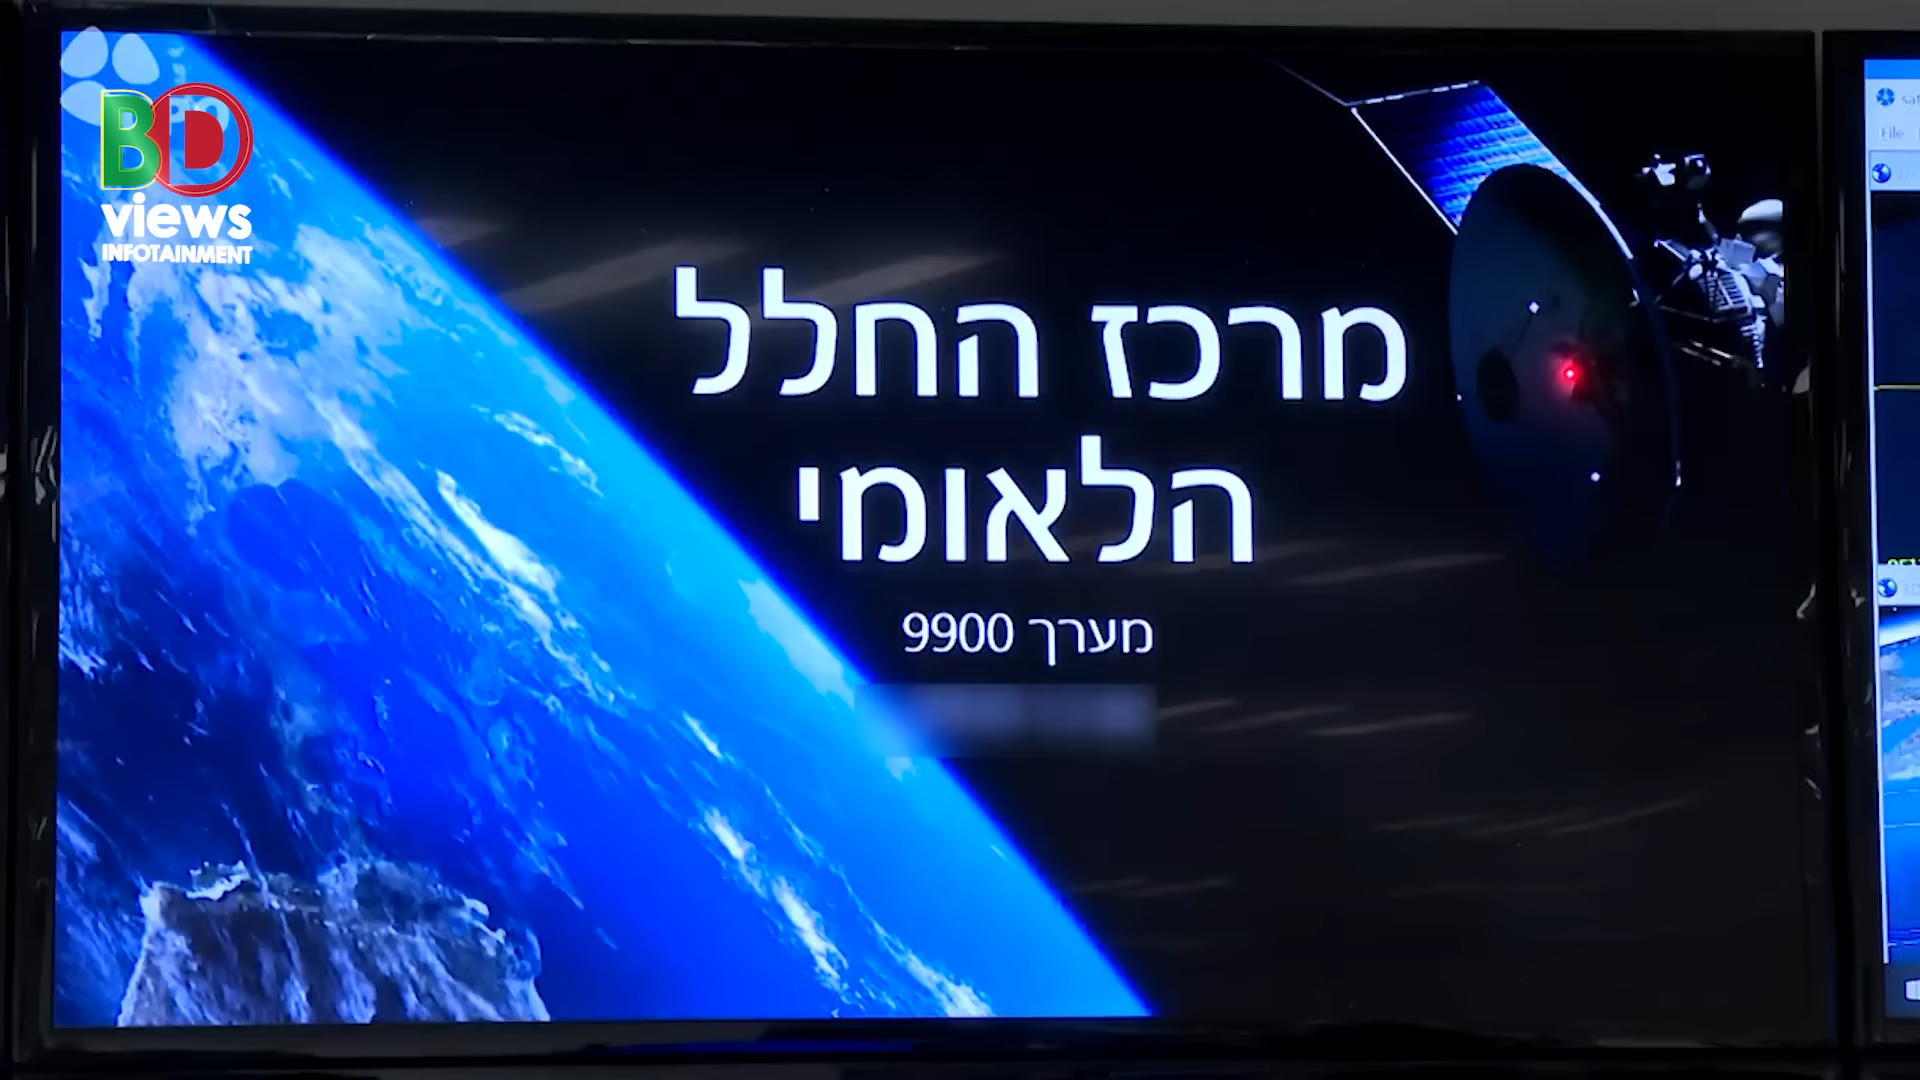 BD
views
INFOTAINMENT
מרכז החלל
הלאומי
מערך 9900
File